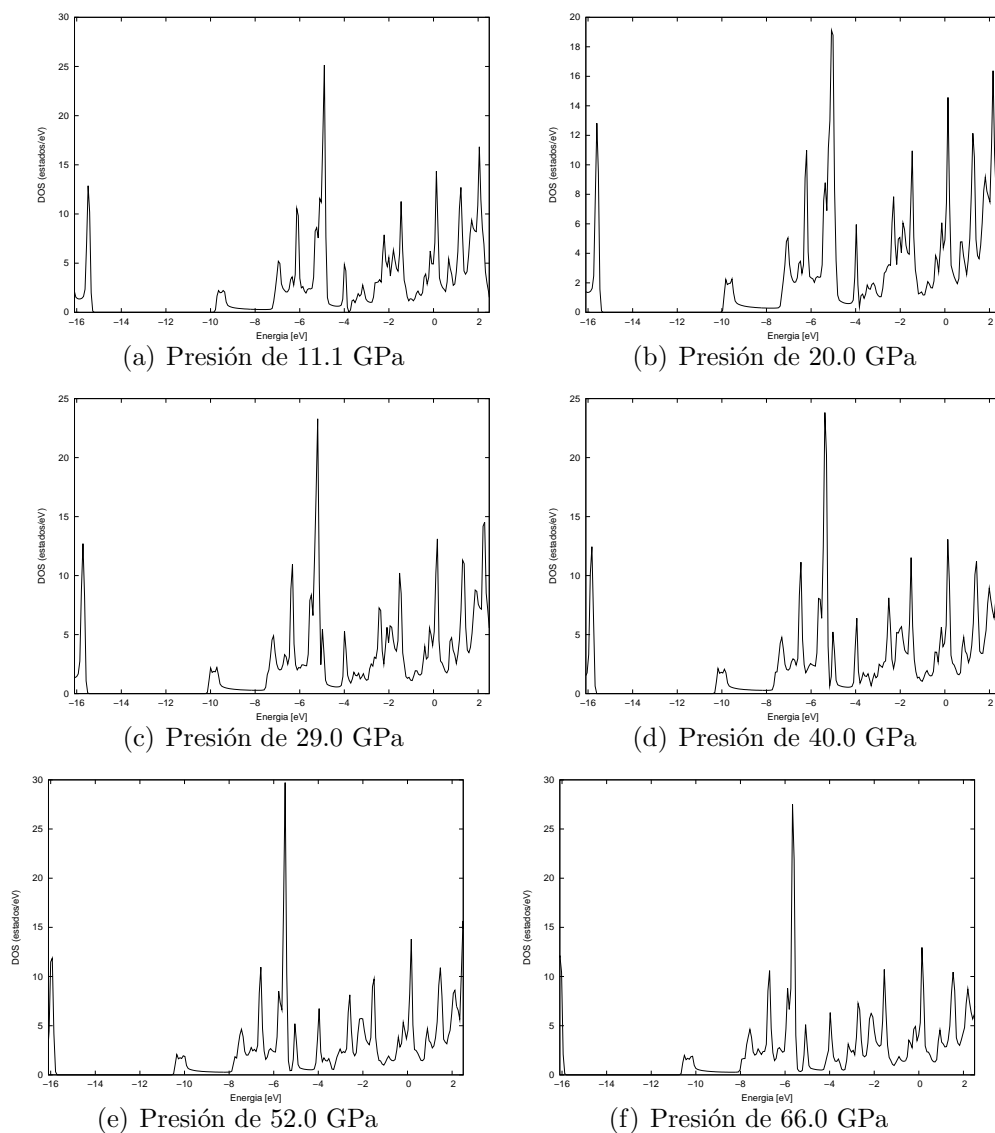 30
25
20
15
10
5
0
DOS (estados/eV)
−16 −14 −12 −10 −8 −6 −4 −2 0 2
Energia [eV]
(a) Presión de 11.1 GPa
20
18
16
14
12
10
8
6
4
2
0
DOS (estados/eV)
−16 −14 −12 −10 −8 −6 −4 −2 0 2
Energia [eV]
(b) Presión de 20.0 GPa
25
20
15
10
5
0
DOS (estados/eV)
−16 −14 −12 −10 −8 −6 −4 −2 0 2
Energia [eV]
(c) Presión de 29.0 GPa
25
20
15
10
5
0
DOS (estados/eV)
−16 −14 −12 −10 −8 −6 −4 −2 0 2
Energia [eV]
(d) Presión de 40.0 GPa
30
25
20
15
10
5
0
DOS (estados/eV)
−16 −14 −12 −10 −8 −6 −4 −2 0 2
Energia [eV]
(e) Presión de 52.0 GPa
30
25
20
15
10
5
0
DOS (estados/eV)
−16 −14 −12 −10 −8 −6 −4 −2 0 2
Energia [eV]
(f) Presión de 66.0 GPa